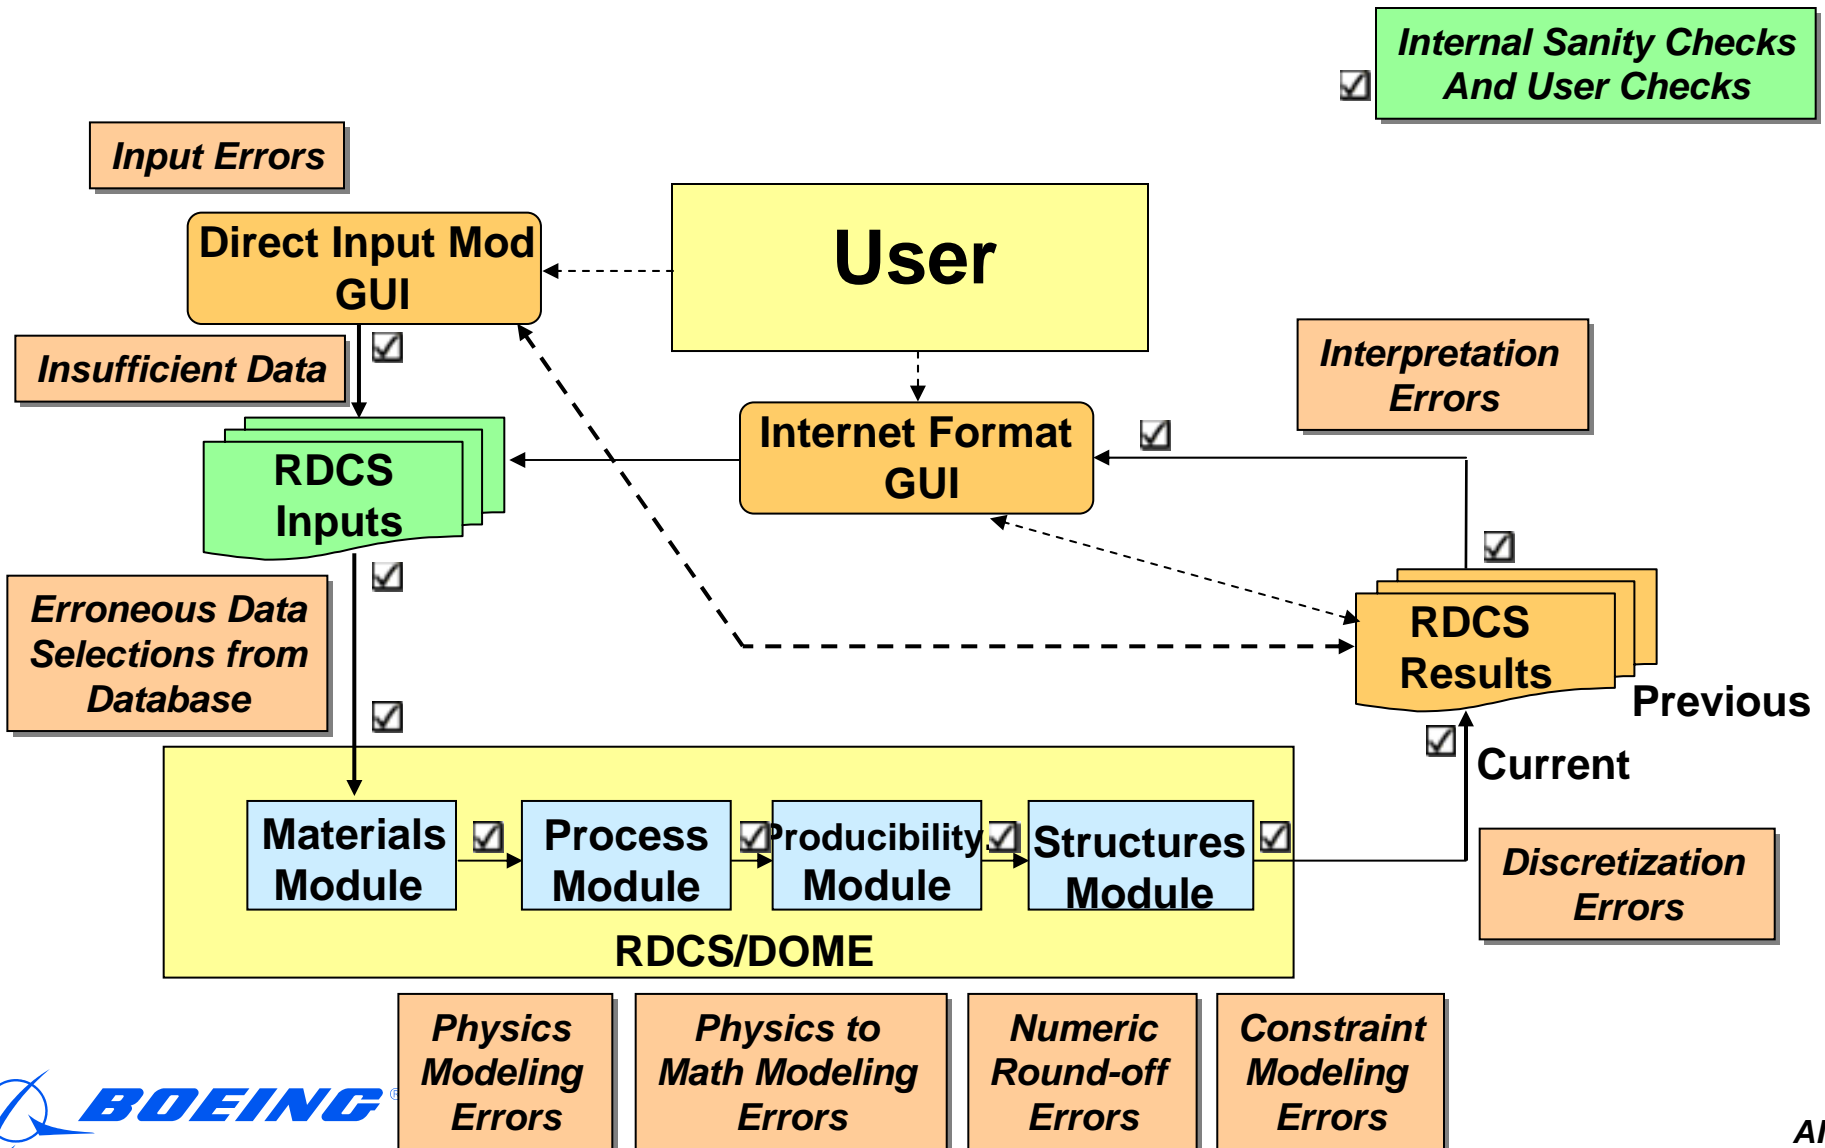 Internal Sanity Checks
And User Checks
Input Errors
Direct Input Mod
GUI
User
Insufficient Data
Interpretation
Errors
Internet Format
GUI
RDCS
Inputs
Erroneous Data
Selections from
Database
RDCS
Results
Previous
Current
Materials
Module
Process
Module
Producibility.
Module
Structures
Module
RDCS/DOME
Discretization
Errors
Physics
Modeling
Errors
Physics to
Math Modeling
Errors
Numeric
Round-off
Errors
Constraint
Modeling
Errors
BOEING®